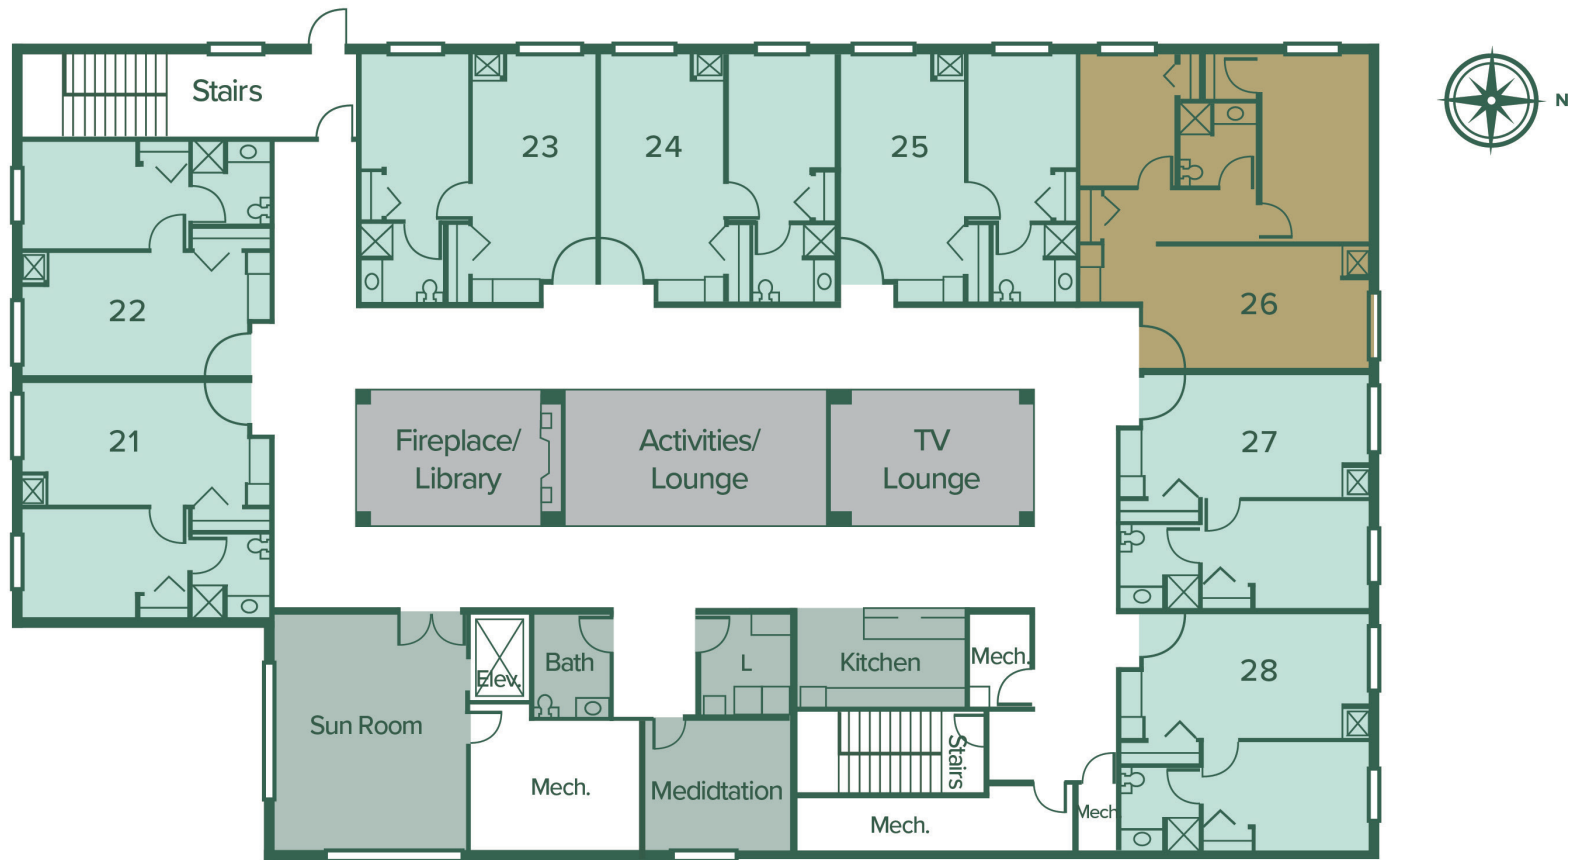 Stairs
N
23
24
25
22
26
21
Fireplace/
Library
Activities/
Lounge
TV
Lounge
27
Bath
L
Kitchen
Mech.
Elev.
28
Sun Room
Mech.
Medidtation
Stairs
Mech.
Mech.